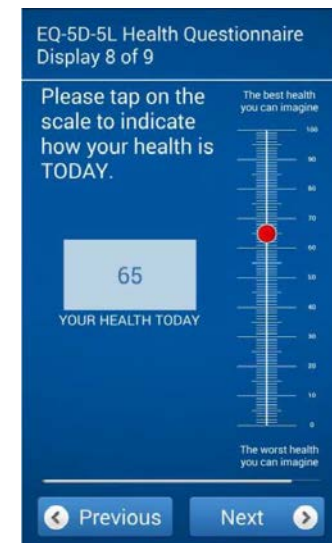 EQ-5D-5L Health Questionnaire
Display 8 of 9
Please tap on the
scale to indicate
how your health is
TODAY.
The best health
you can imagine
100
90
80
70
60
50
40
30
20
10
0
65
YOUR HEALTH TODAY
The worst health
you can imagine
Previous
Next